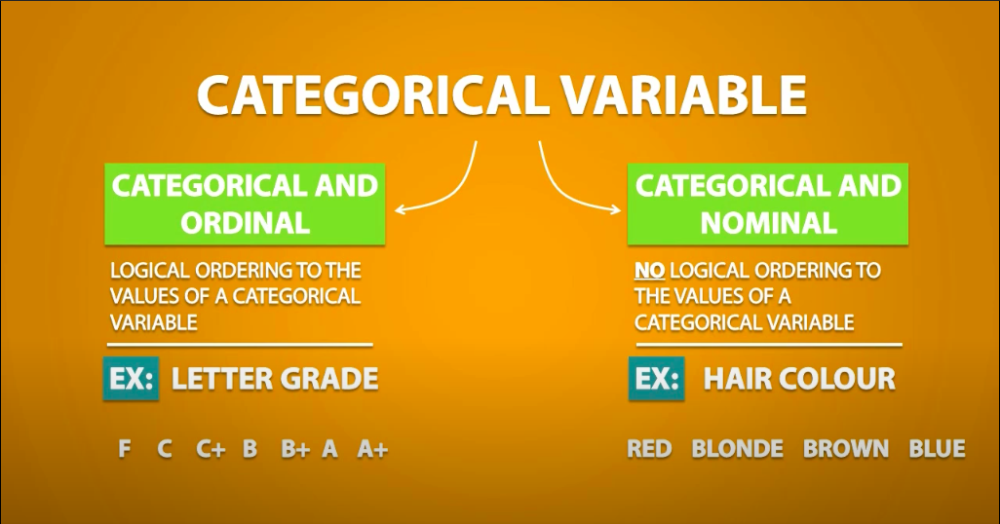 CATEGORICAL VARIABLE
CATEGORICAL AND
ORDINAL
LOGICAL ORDERING TO THE
VALUES OF A CATEGORICAL
VARIABLE
EX: LETTER GRADE
F C C+ B B+ A A+
CATEGORICAL AND
NOMINAL
NO LOGICAL ORDERING TO
THE VALUES OF A
CATEGORICAL VARIABLE
EX: HAIR COLOUR
RED BLONDE BROWN BLUE